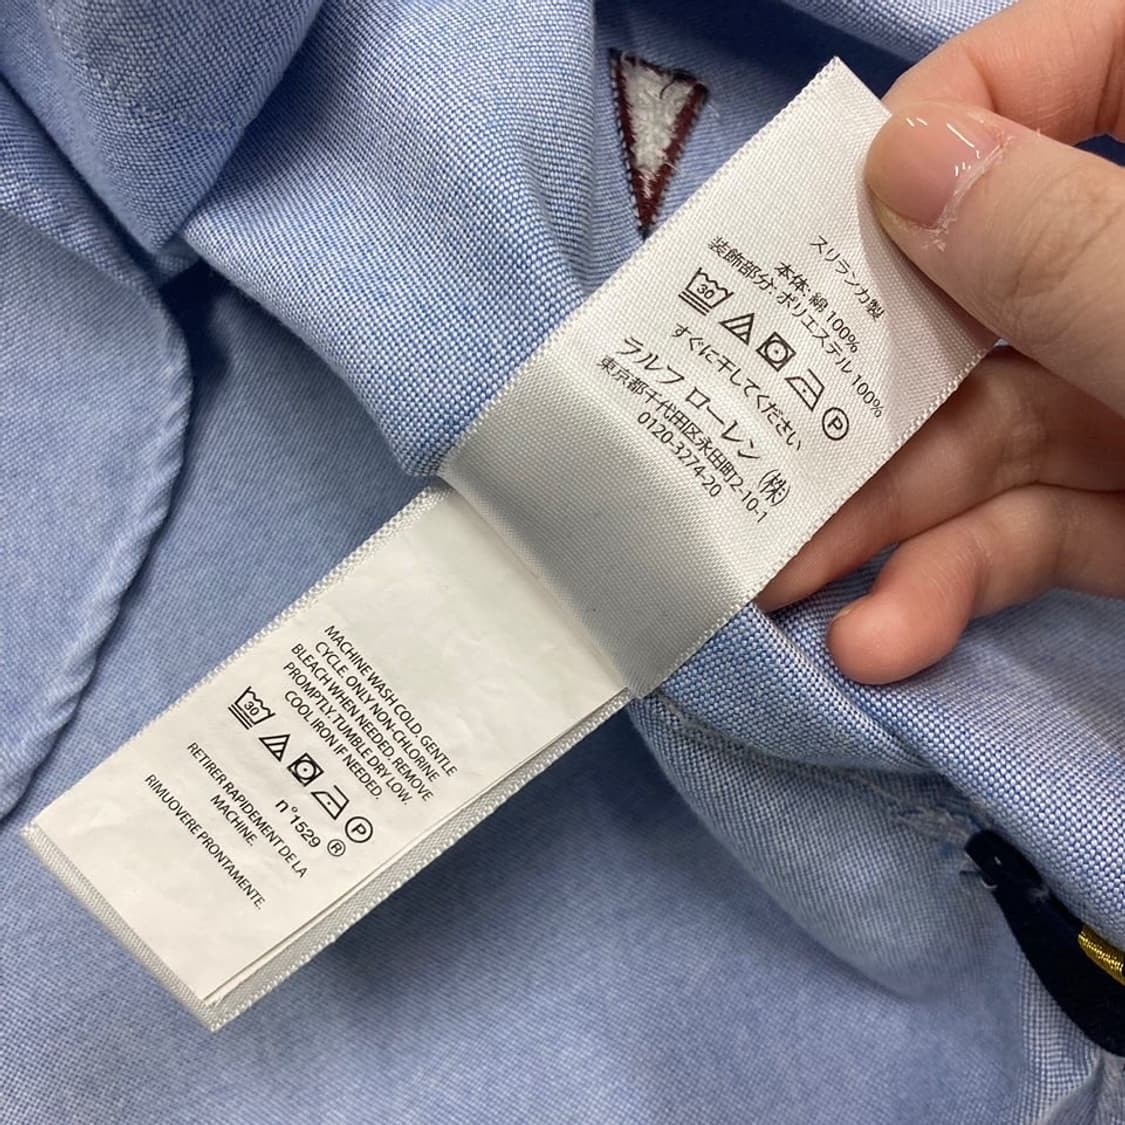 スリランカ製
本体: 綿 100%
装飾部分: ポリエステル 100%
30 P
すぐに干してください
ラルフ ローレン (株)
東京都千代田区永田町2-10-1
0120-3274-20
MACHINE WASH COLD. GENTLE
CYCLE. ONLY NON-CHLORINE
BLEACH WHEN NEEDED. REMOVE
PROMPTLY. TUMBLE DRY LOW.
COOL IRON IF NEEDED.
30 P
n°1529 ®
RETIRER RAPIDEMENT DE LA
MACHINE.
RIMUOVERE PRONTAMENTE.